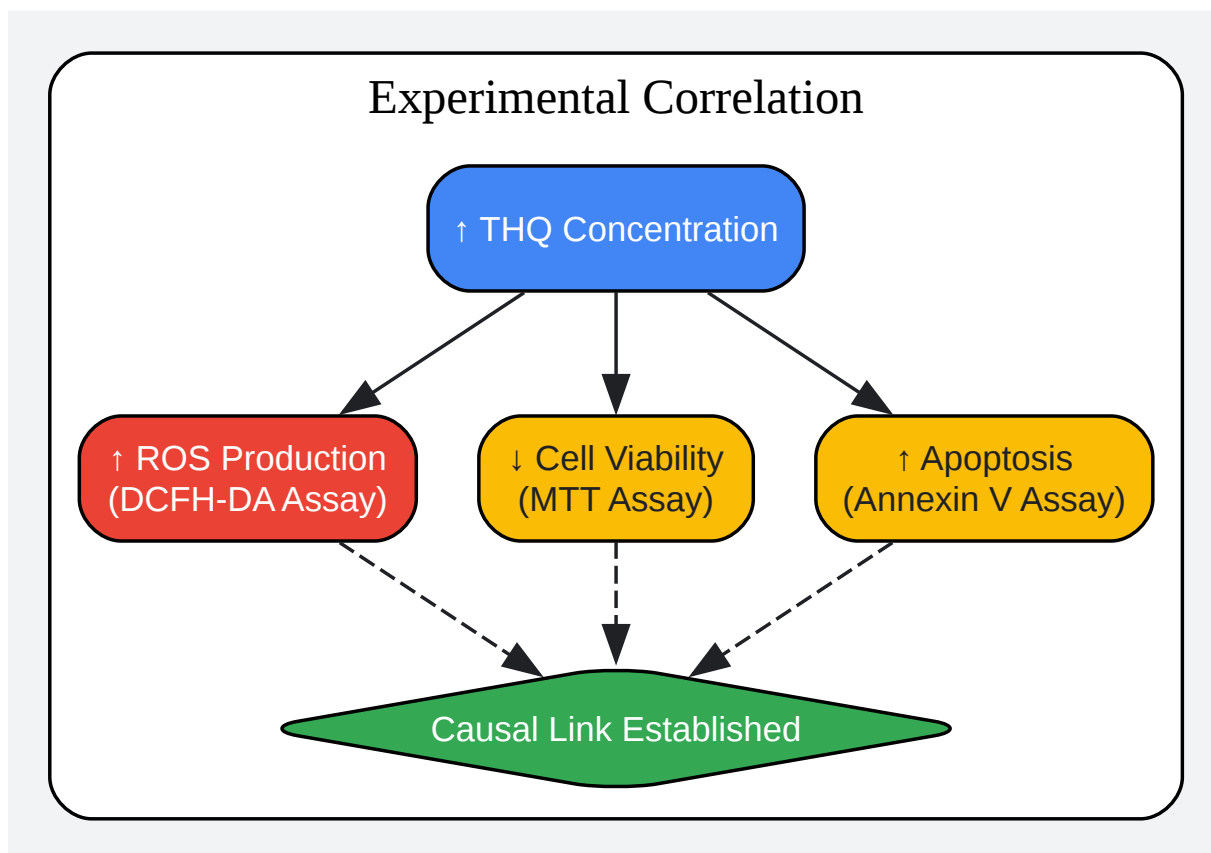 Experimental Correlation
↑ THQ Concentration
↑ ROS Production
(DCFH-DA Assay)
↓ Cell Viability
(MTT Assay)
↑ Apoptosis
(Annexin V Assay)
Causal Link Established